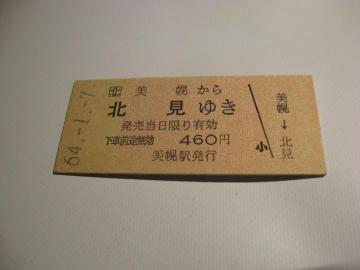 64.-1.-7
囲 美幌から
北見ゆき
発売当日限り有効
下車前途無効 460円
美幌駅発行
小
美幌
↓
北見